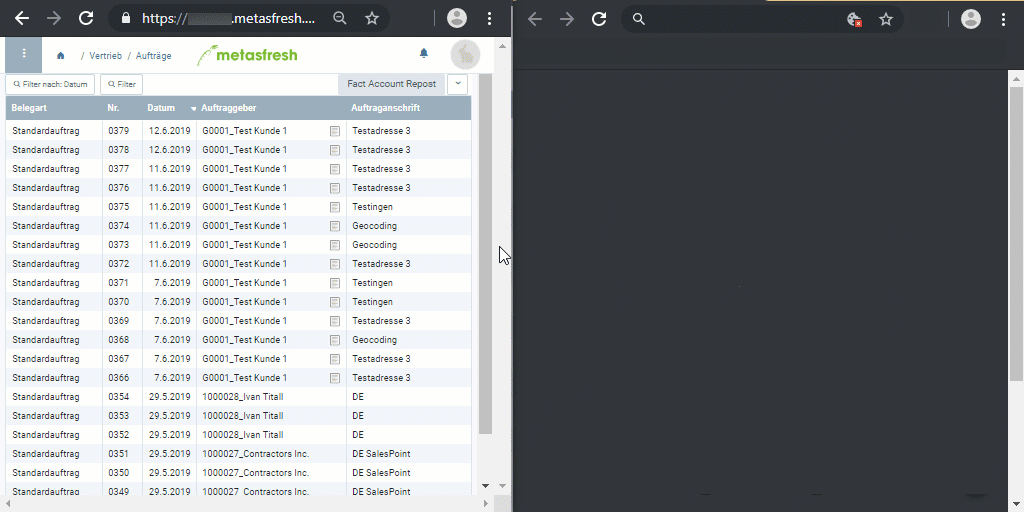 https:// .metasfresh....
/ Vertrieb / Aufträge metasfresh
Filter nach: Datum Filter Fact Account Repost
Belegart Nr. Datum Auftraggeber Auftraganschrift
Standardauftrag 0379 12.6.2019 G0001_Test Kunde 1 Testadresse 3
Standardauftrag 0378 12.6.2019 G0001_Test Kunde 1 Testadresse 3
Standardauftrag 0377 11.6.2019 G0001_Test Kunde 1 Testadresse 3
Standardauftrag 0376 11.6.2019 G0001_Test Kunde 1 Testadresse 3
Standardauftrag 0375 11.6.2019 G0001_Test Kunde 1 Testingen
Standardauftrag 0374 11.6.2019 G0001_Test Kunde 1 Geocoding
Standardauftrag 0373 11.6.2019 G0001_Test Kunde 1 Geocoding
Standardauftrag 0372 11.6.2019 G0001_Test Kunde 1 Testadresse 3
Standardauftrag 0371 7.6.2019 G0001_Test Kunde 1 Testingen
Standardauftrag 0370 7.6.2019 G0001_Test Kunde 1 Testingen
Standardauftrag 0369 7.6.2019 G0001_Test Kunde 1 Testadresse 3
Standardauftrag 0368 7.6.2019 G0001_Test Kunde 1 Geocoding
Standardauftrag 0367 7.6.2019 G0001_Test Kunde 1 Testadresse 3
Standardauftrag 0366 7.6.2019 G0001_Test Kunde 1 Testadresse 3
Standardauftrag 0354 29.5.2019 1000028_Ivan Titall DE
Standardauftrag 0353 29.5.2019 1000028_Ivan Titall DE
Standardauftrag 0352 29.5.2019 1000028_Ivan Titall DE
Standardauftrag 0351 29.5.2019 1000027_Contractors Inc. DE SalesPoint
Standardauftrag 0350 29.5.2019 1000027_Contractors Inc. DE SalesPoint
Standardauftrag 0349 29.5.2019 1000027_Contractors Inc. DE SalesPoint